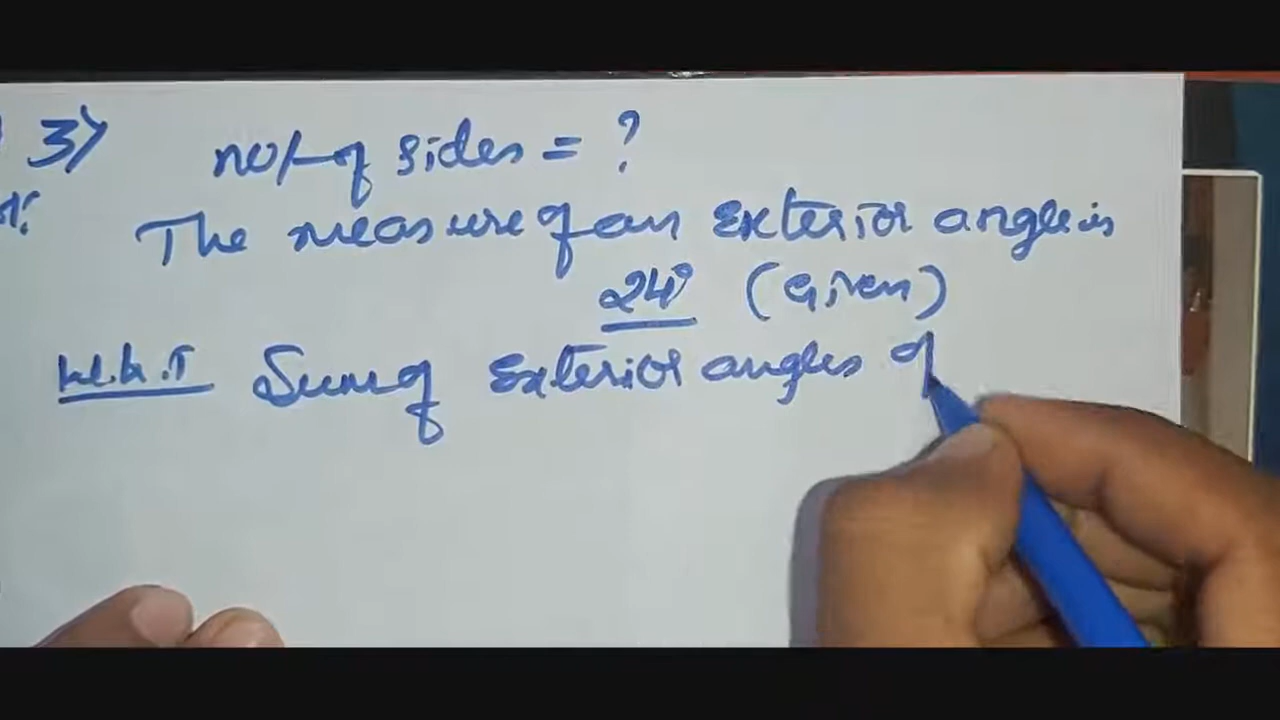 3) no/- of sides = ?
The measure of an exterior angle is
24° (Given)
W.K.T Sum of Exterior angles of